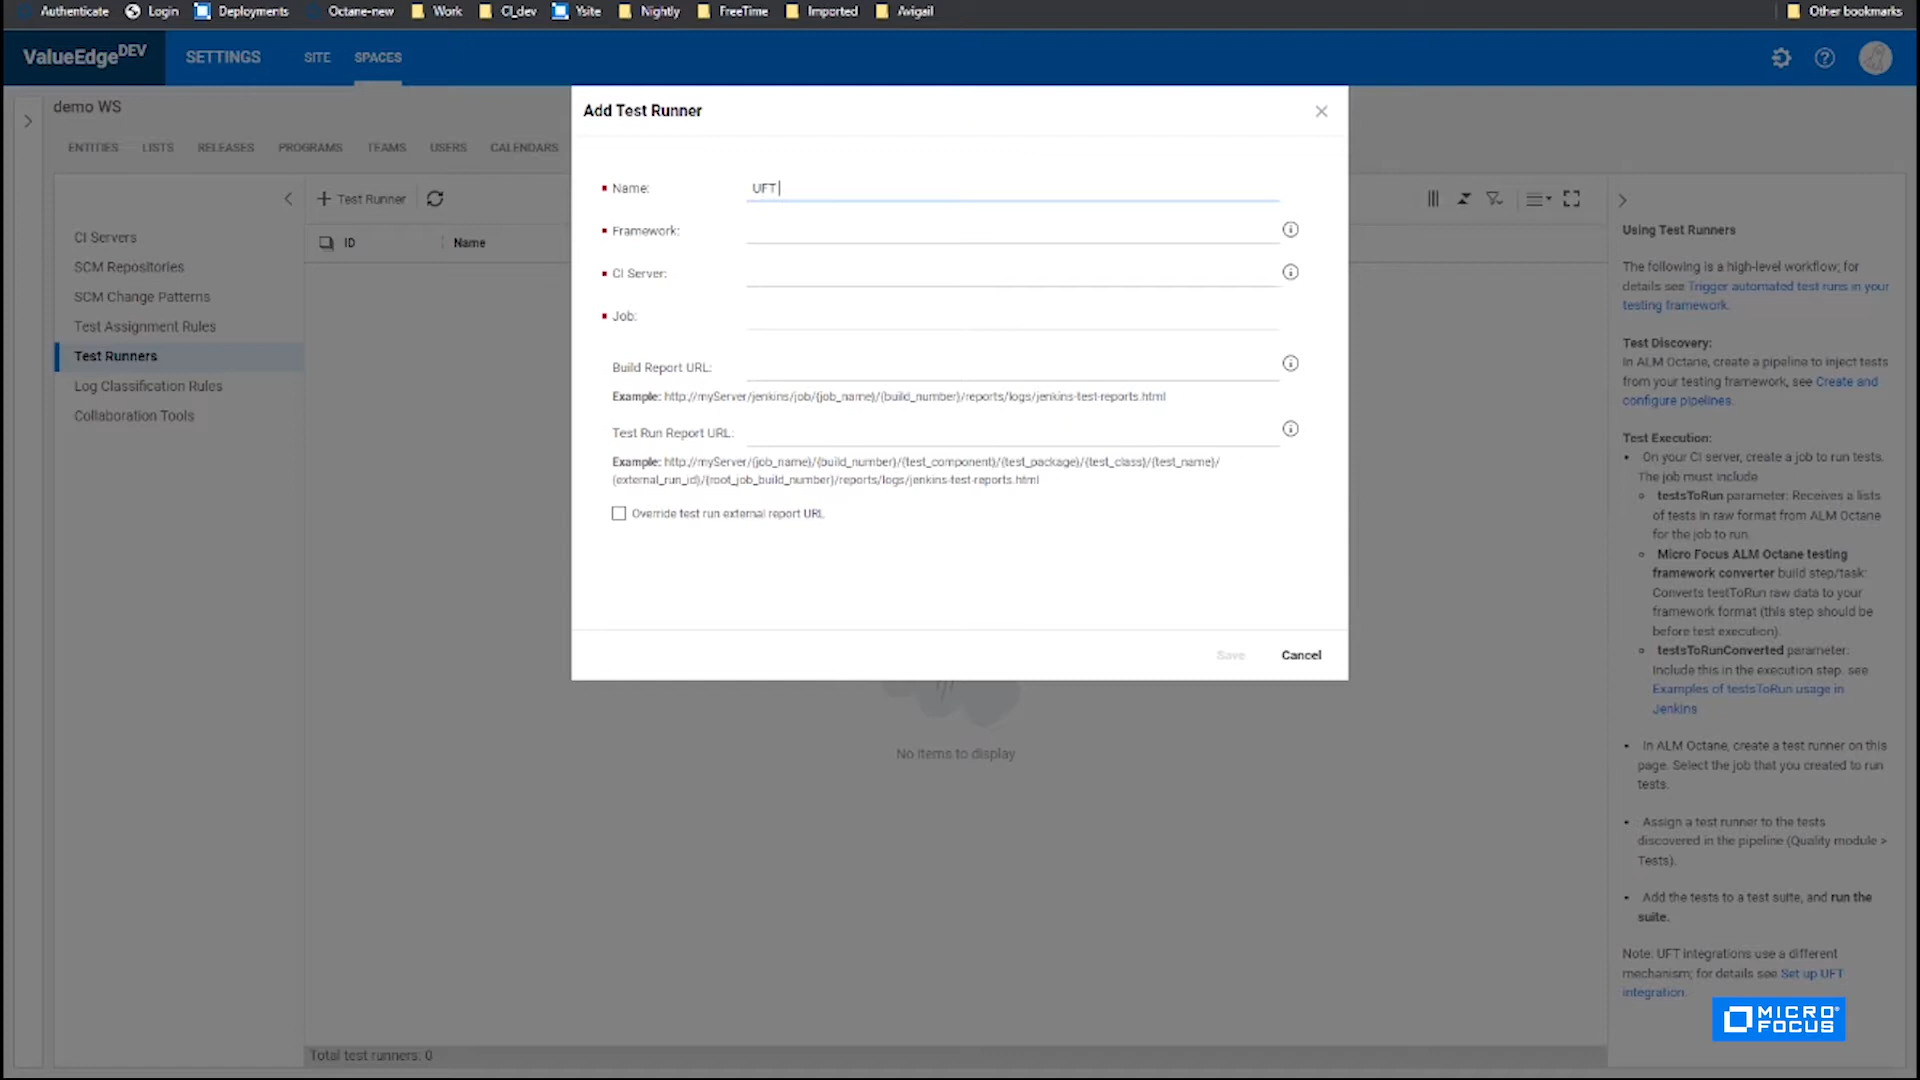 Authenticate Login Deployments Octane-new Work CI_dev Ysite Nightly FreeTime Imported Avigail Other bookmarks
ValueEdgeDEV SETTINGS SITE SPACES
demo WS
ENTITIES LISTS RELEASES PROGRAMS TEAMS USERS CALENDARS
Test Runner
ID Name
CI Servers
SCM Repositories
SCM Change Patterns
Test Assignment Rules
Test Runners
Log Classification Rules
Collaboration Tools
Add Test Runner
Name: UFT
Framework:
CI Server:
Job:
Build Report URL:
Example: http://myServer/jenkins/job/{job_name}/{build_number}/reports/logs/jenkins-test-reports.html
Test Run Report URL:
Example: http://myServer/{job_name}/{build_number}/{test_component}/{test_package}/{test_class}/{test_name}/
{external_run_id}/{root_job_build_number}/reports/logs/jenkins-test-reports.html
Override test run external report URL
Save Cancel
No items to display
Total test runners: 0
Using Test Runners
The following is a high-level workflow; for
details see Trigger automated test runs in your
testing framework.
Test Discovery:
In ALM Octane, create a pipeline to inject tests
from your testing framework, see Create and
configure pipelines.
Test Execution:
• On your CI server, create a job to run tests.
The job must include
testsToRun parameter: Receives a lists
of tests in raw format from ALM Octane
for the job to run.
Micro Focus ALM Octane testing
framework converter build step/task:
Converts testToRun raw data to your
framework format (this step should be
before test execution).
testsToRunConverted parameter:
Include this in the execution step. see
Examples of testsToRun usage in
Jenkins
• In ALM Octane, create a test runner on this
page. Select the job that you created to run
tests.
• Assign a test runner to the tests
discovered in the pipeline (Quality module >
Tests).
• Add the tests to a test suite, and run the
suite.
Note: UFT integrations use a different
mechanism; for details see Set up UFT
integration.
MICRO
FOCUS